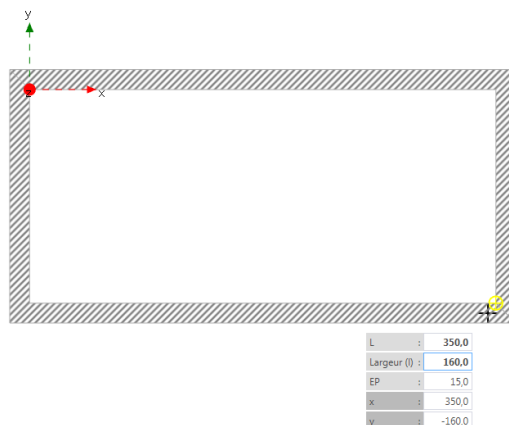 y
z
x
L : 350,0
Largeur (l) : 160,0
EP : 15,0
x : 350,0
y : -160,0